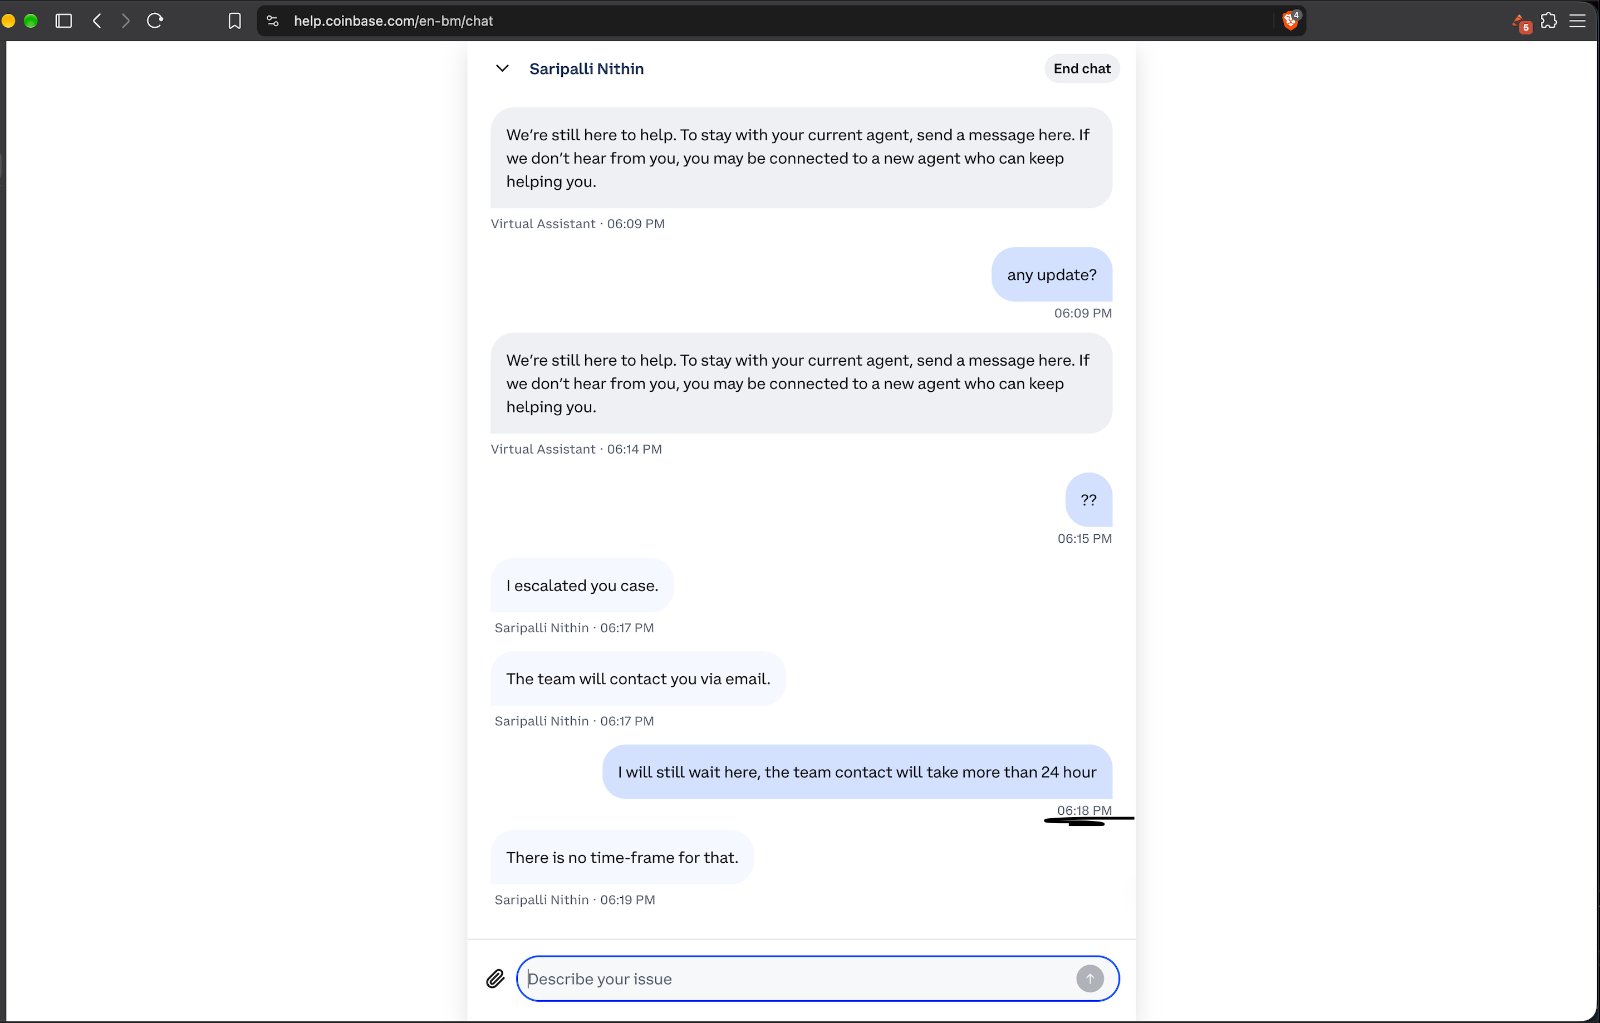 help.coinbase.com/en-bm/chat
4
5
Saripalli Nithin
End chat
We’re still here to help. To stay with your current agent, send a message here. If
we don’t hear from you, you may be connected to a new agent who can keep
helping you.
Virtual Assistant · 06:09 PM
any update?
06:09 PM
We’re still here to help. To stay with your current agent, send a message here. If
we don’t hear from you, you may be connected to a new agent who can keep
helping you.
Virtual Assistant · 06:14 PM
??
06:15 PM
I escalated you case.
Saripalli Nithin · 06:17 PM
The team will contact you via email.
Saripalli Nithin · 06:17 PM
I will still wait here, the team contact will take more than 24 hour
06:18 PM
There is no time-frame for that.
Saripalli Nithin · 06:19 PM
Describe your issue